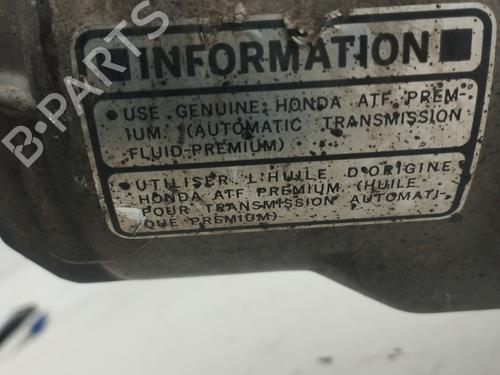 INFORMATION
• USE GENUINE HONDA ATF PREM-
IUM (AUTOMATIC TRANSMISSION
FLUID-PREMIUM)
• UTILISER L'HUILE D'ORIGINE
HONDA ATF PREMIUM (HUILE
POUR TRANSMISSION AUTOMATI-
QUE PREMIUM)
B-PARTS